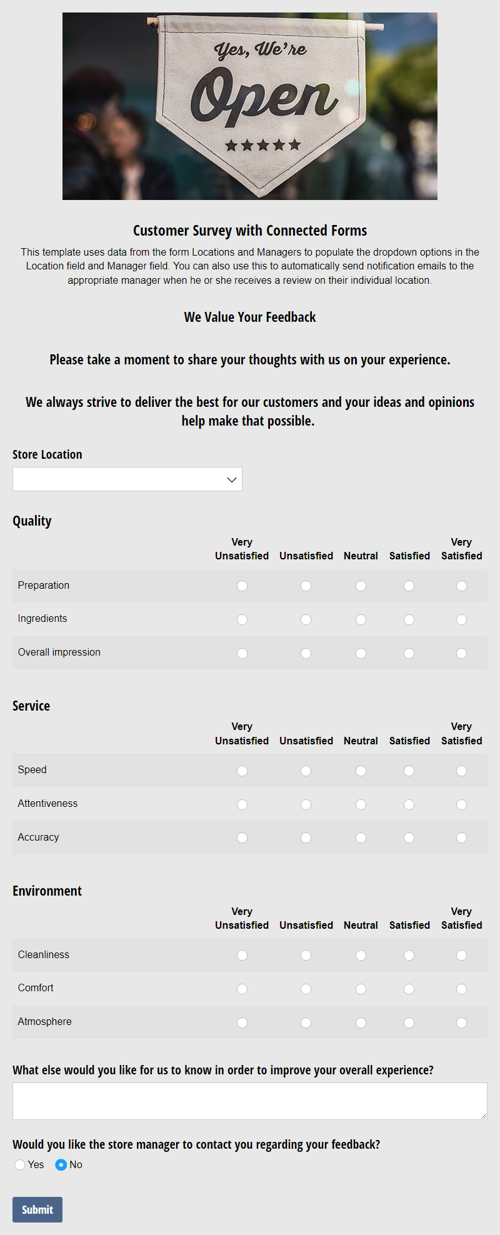 Yes, We're
Open
Customer Survey with Connected Forms
This template uses data from the form Locations and Managers to populate the dropdown options in the
Location field and Manager field. You can also use this to automatically send notification emails to the
appropriate manager when he or she receives a review on their individual location.
We Value Your Feedback
Please take a moment to share your thoughts with us on your experience.
We always strive to deliver the best for our customers and your ideas and opinions
help make that possible.
Store Location
Quality
Very Unsatisfied Unsatisfied Neutral Satisfied Very Satisfied
Preparation
Ingredients
Overall impression
Service
Very Unsatisfied Unsatisfied Neutral Satisfied Very Satisfied
Speed
Attentiveness
Accuracy
Environment
Very Unsatisfied Unsatisfied Neutral Satisfied Very Satisfied
Cleanliness
Comfort
Atmosphere
What else would you like for us to know in order to improve your overall experience?
Would you like the store manager to contact you regarding your feedback?
Yes No
Submit